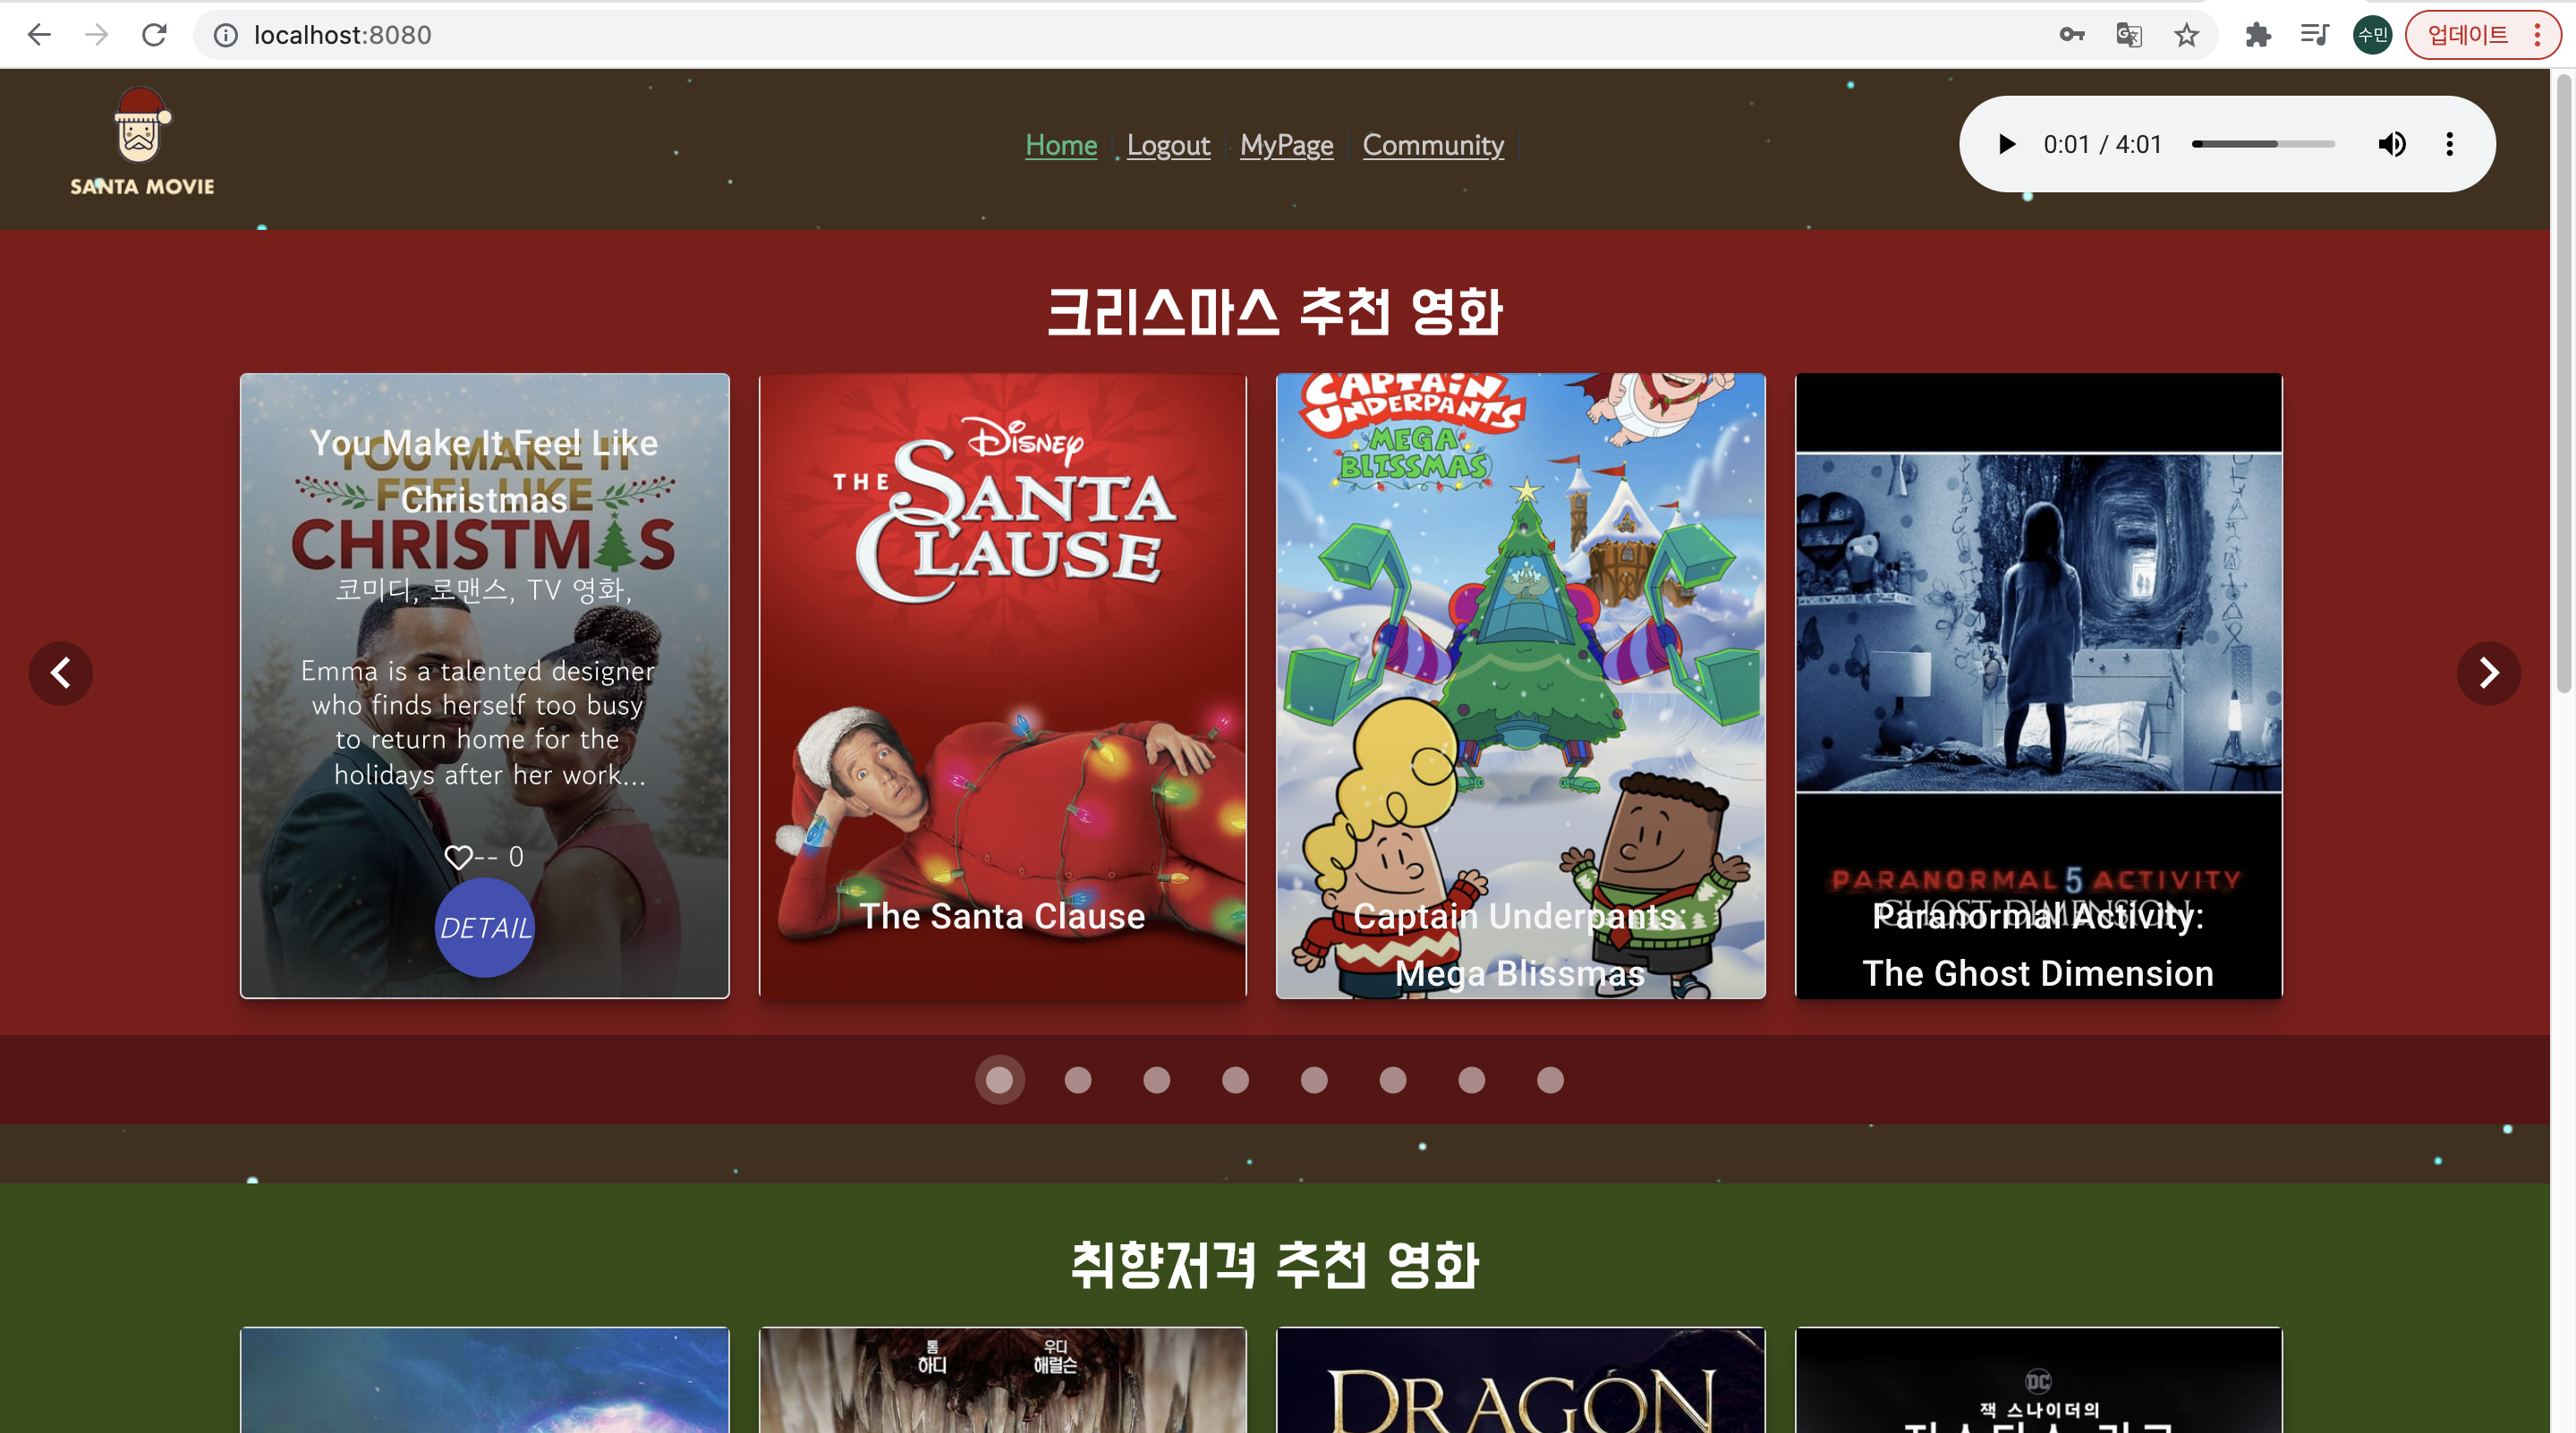 localhost:8080
수민
업데이트
SANTA MOVIE
Home
Logout
MyPage
Community
0:01 / 4:01
크리스마스 추천 영화
You Make It Feel Like
Christmas
YOU MAKE IT
FEEL LIKE
CHRISTMAS
코미디, 로맨스, TV 영화,
Emma is a talented designer
who finds herself too busy
to return home for the
holidays after her work...
-- 0
DETAIL
DISNEY
THE SANTA
CLAUSE
The Santa Clause
CAPTAIN
UNDERPANTS
MEGA
BLISSMAS
Captain Underpants:
Mega Blissmas
PARANORMAL 5 ACTIVITY
GHOST DIMENSION
Paranormal Activity:
The Ghost Dimension
취향저격 추천 영화
톰
하디
우디
해럴슨
DRAGON
DC
잭 스나이더의